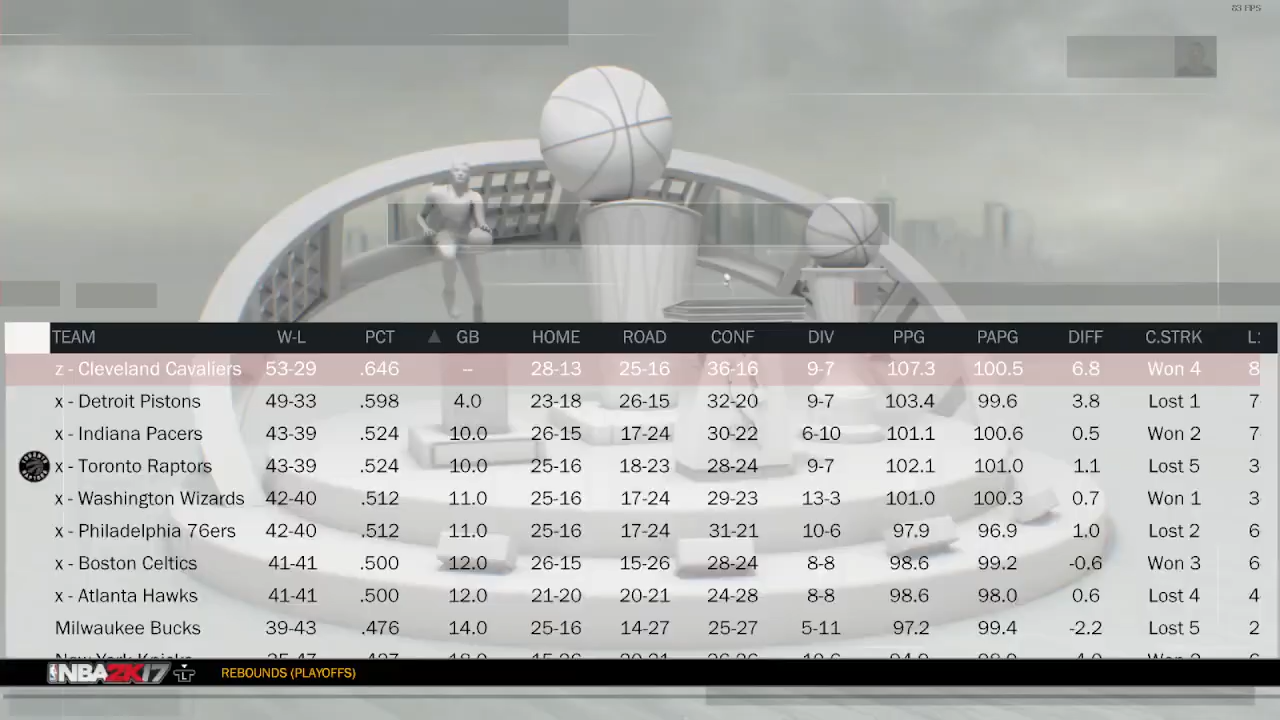 83 FPS
TEAM W-L PCT GB HOME ROAD CONF DIV PPG PAPG DIFF C.STRK
z - Cleveland Cavaliers 53-29 .646 – 28-13 25-16 36-16 9-7 107.3 100.5 6.8 Won 4 8
x - Detroit Pistons 49-33 .598 4.0 23-18 26-15 32-20 9-7 103.4 99.6 3.8 Lost 1 7
x - Indiana Pacers 43-39 .524 10.0 26-15 17-24 30-22 6-10 101.1 100.6 0.5 Won 2 7
x - Toronto Raptors 43-39 .524 10.0 25-16 18-23 28-24 9-7 102.1 101.0 1.1 Lost 5 3
x - Washington Wizards 42-40 .512 11.0 25-16 17-24 29-23 13-3 101.0 100.3 0.7 Won 1 3
x - Philadelphia 76ers 42-40 .512 11.0 25-16 17-24 31-21 10-6 97.9 96.9 1.0 Lost 2 6
x - Boston Celtics 41-41 .500 12.0 26-15 15-26 28-24 8-8 98.6 99.2 -0.6 Won 3 6
x - Atlanta Hawks 41-41 .500 12.0 21-20 20-21 24-28 8-8 98.6 98.0 0.6 Lost 4 4
Milwaukee Bucks 39-43 .476 14.0 25-16 14-27 25-27 5-11 97.2 99.4 -2.2 Lost 5 2
New York Knicks
NBA2K17 L REBOUNDS (PLAYOFFS)